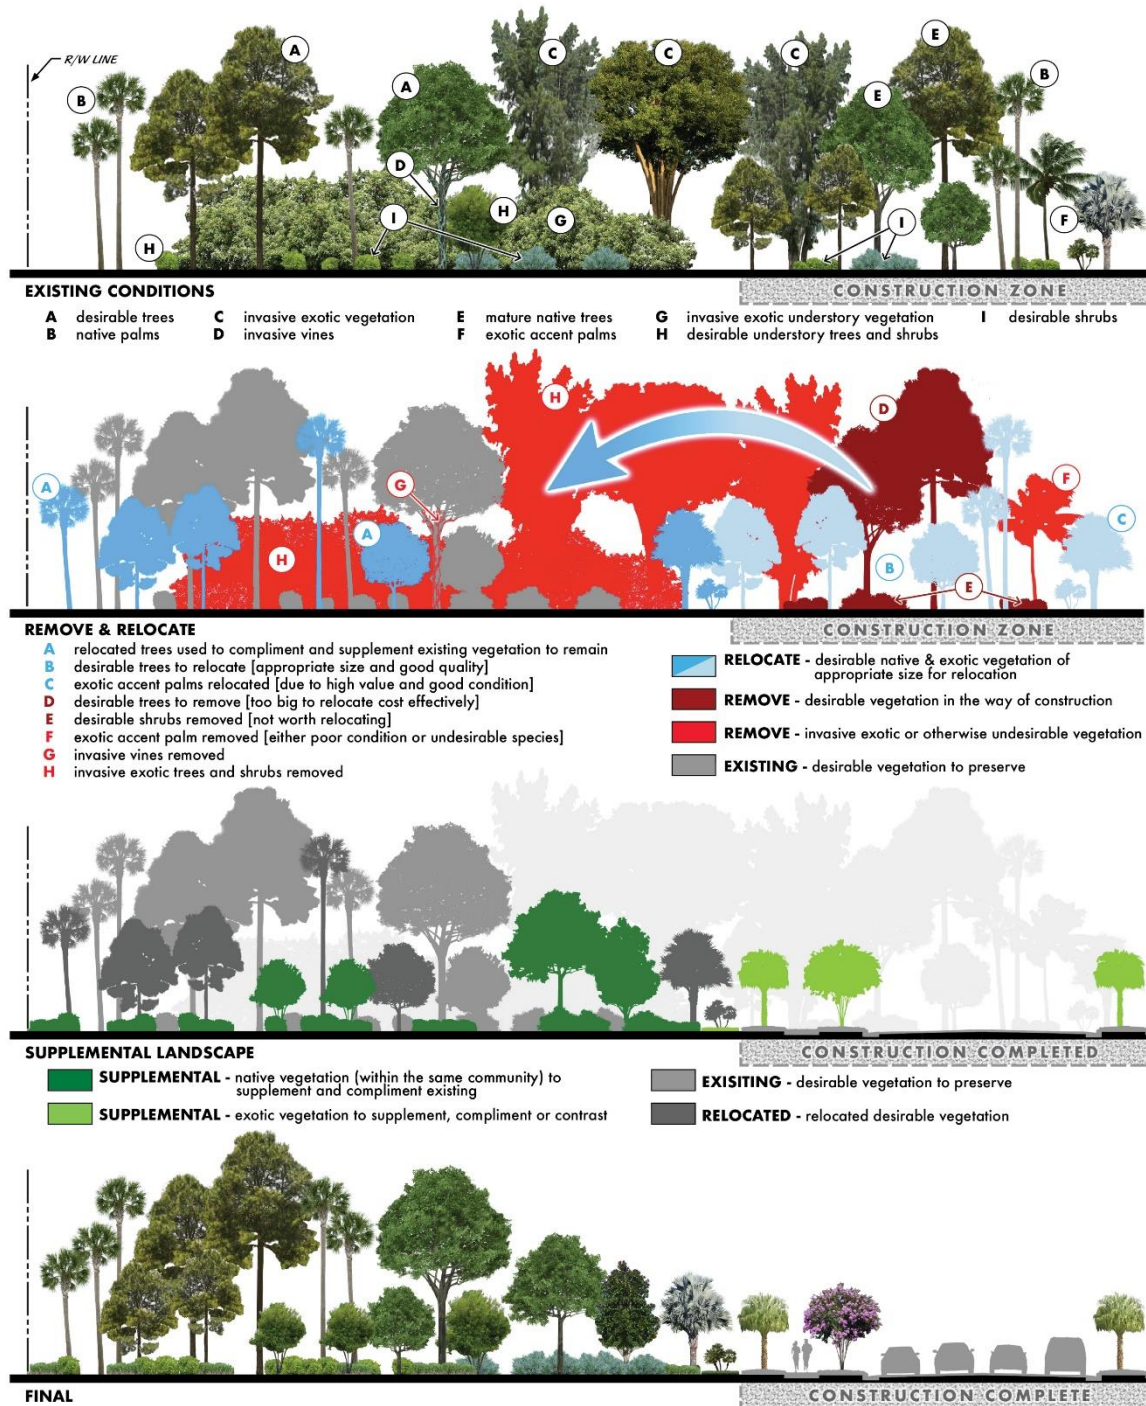 R/W LINE
A
C
C
C
E
B
B
A
E
D
H
I
G
I
F
H
EXISTING CONDITIONS
CONSTRUCTION ZONE
A desirable trees
C invasive exotic vegetation
E mature native trees
G invasive exotic understory vegetation
I desirable shrubs
B native palms
D invasive vines
F exotic accent palms
H desirable understory trees and shrubs
H
D
G
F
A
A
C
H
B
E
CONSTRUCTION ZONE
REMOVE & RELOCATE
A relocated trees used to compliment and supplement existing vegetation to remain
B desirable trees to relocate [appropriate size and good quality]
C exotic accent palms relocated [due to high value and good condition]
D desirable trees to remove [too big to relocate cost effectively]
E desirable shrubs removed [not worth relocating]
F exotic accent palm removed [either poor condition or undesirable species]
G invasive vines removed
H invasive exotic trees and shrubs removed
RELOCATE - desirable native & exotic vegetation of
appropriate size for relocation
REMOVE - desirable vegetation in the way of construction
REMOVE - invasive exotic or otherwise undesirable vegetation
EXISTING - desirable vegetation to preserve
SUPPLEMENTAL LANDSCAPE
CONSTRUCTION COMPLETED
SUPPLEMENTAL - native vegetation (within the same community) to
supplement and compliment existing
SUPPLEMENTAL - exotic vegetation to supplement, compliment or contrast
EXISITING - desirable vegetation to preserve
RELOCATED - relocated desirable vegetation
FINAL
CONSTRUCTION COMPLETE